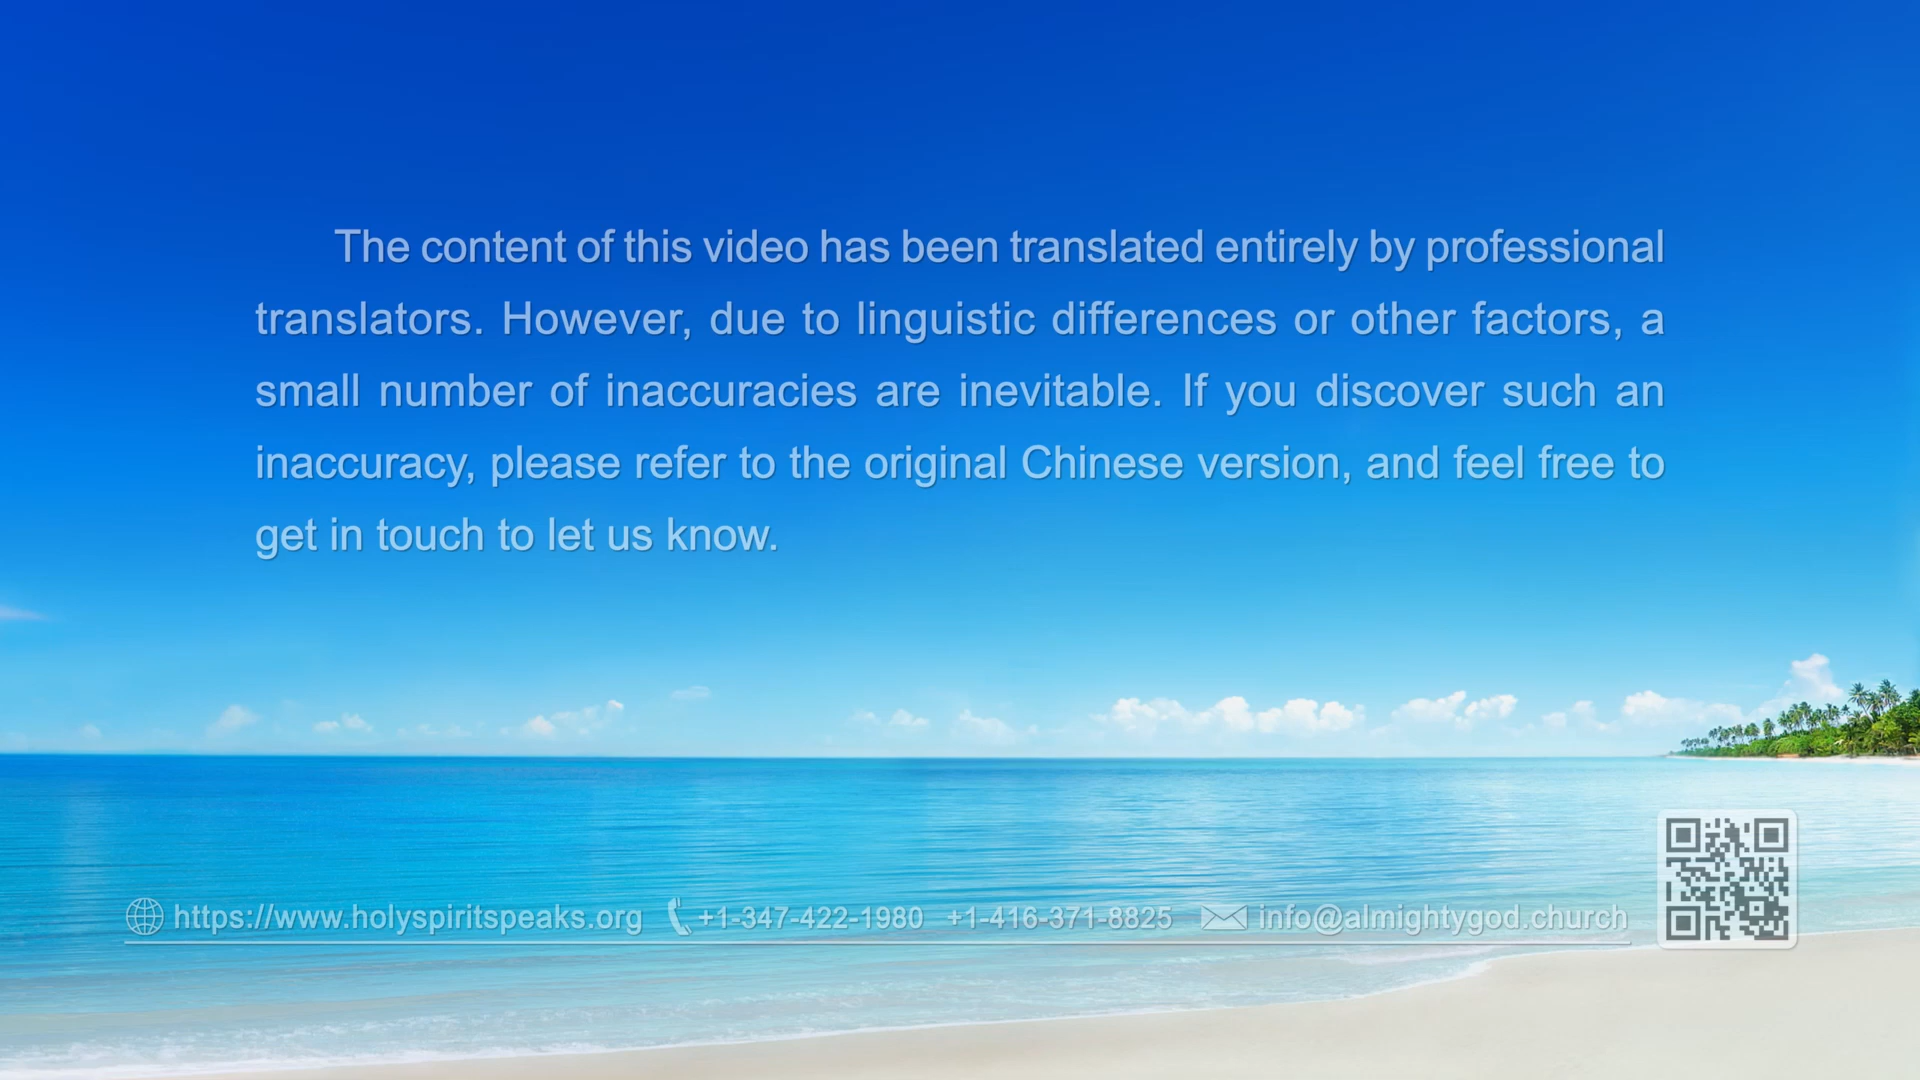 The content of this video has been translated entirely by professional
translators. However, due to linguistic differences or other factors, a
small number of inaccuracies are inevitable. If you discover such an
inaccuracy, please refer to the original Chinese version, and feel free to
get in touch to let us know.
https://www.holyspiritspeaks.org +1-347-422-1980 +1-416-371-8825 info@almightygod.church